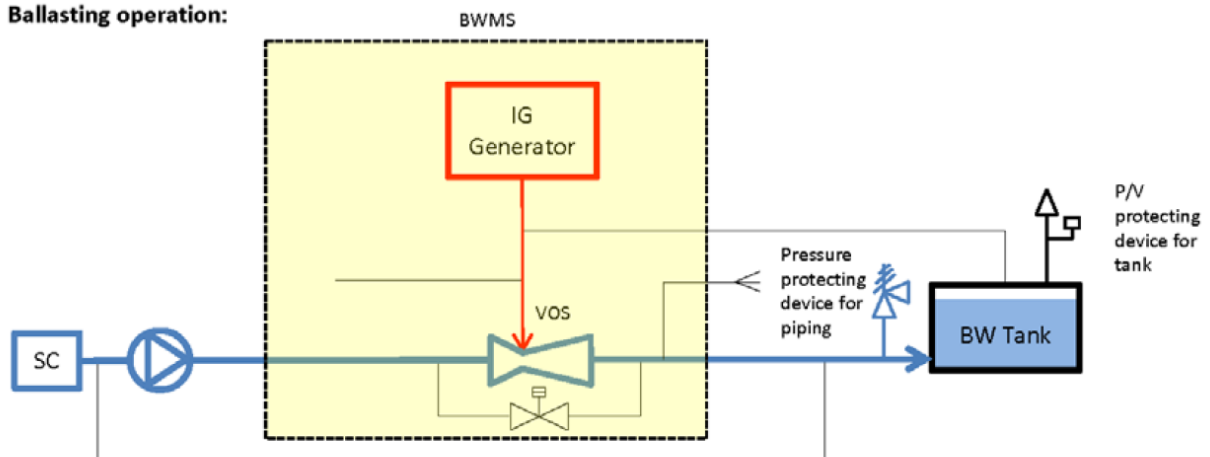 Ballasting operation:
BWMS
IG
Generator
P/V
protecting
device for
tank
Pressure
protecting
device for
piping
VOS
SC
BW Tank